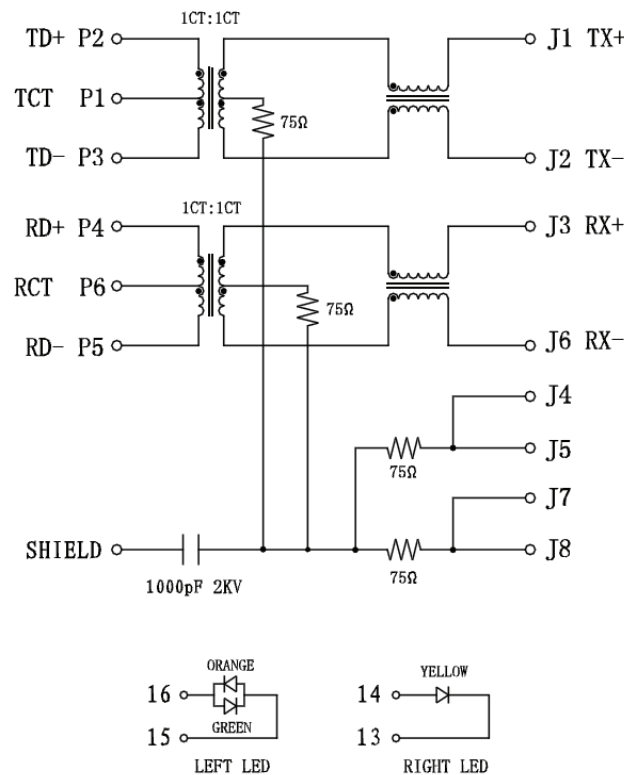 1CT:1CT
TD+ P2
J1 TX+
TCT P1
75Ω
TD- P3
J2 TX-
1CT:1CT
RD+ P4
J3 RX+
RCT P6
75Ω
RD- P5
J6 RX-
J4
J5
75Ω
J7
SHIELD
J8
1000pF 2KV
75Ω
ORANGE
YELLOW
16
14
15
GREEN
13
LEFT LED
RIGHT LED